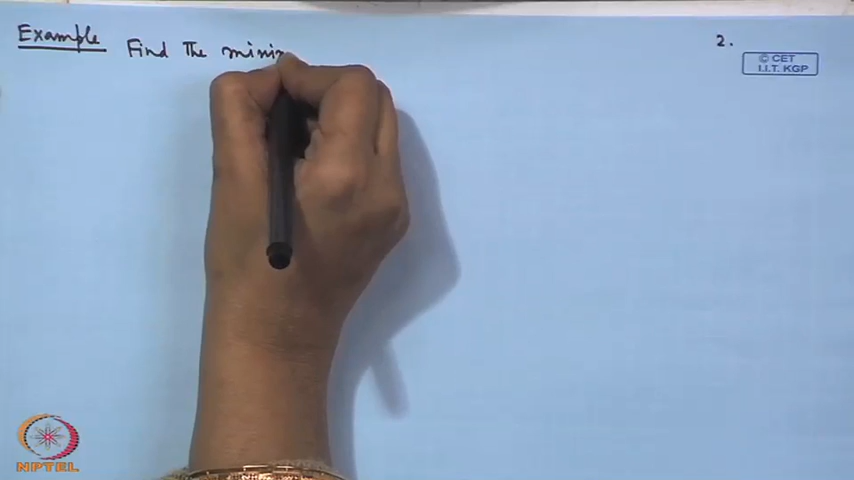 Example Find The minim
2.
© CET
I.I.T. KGP
NPTEL